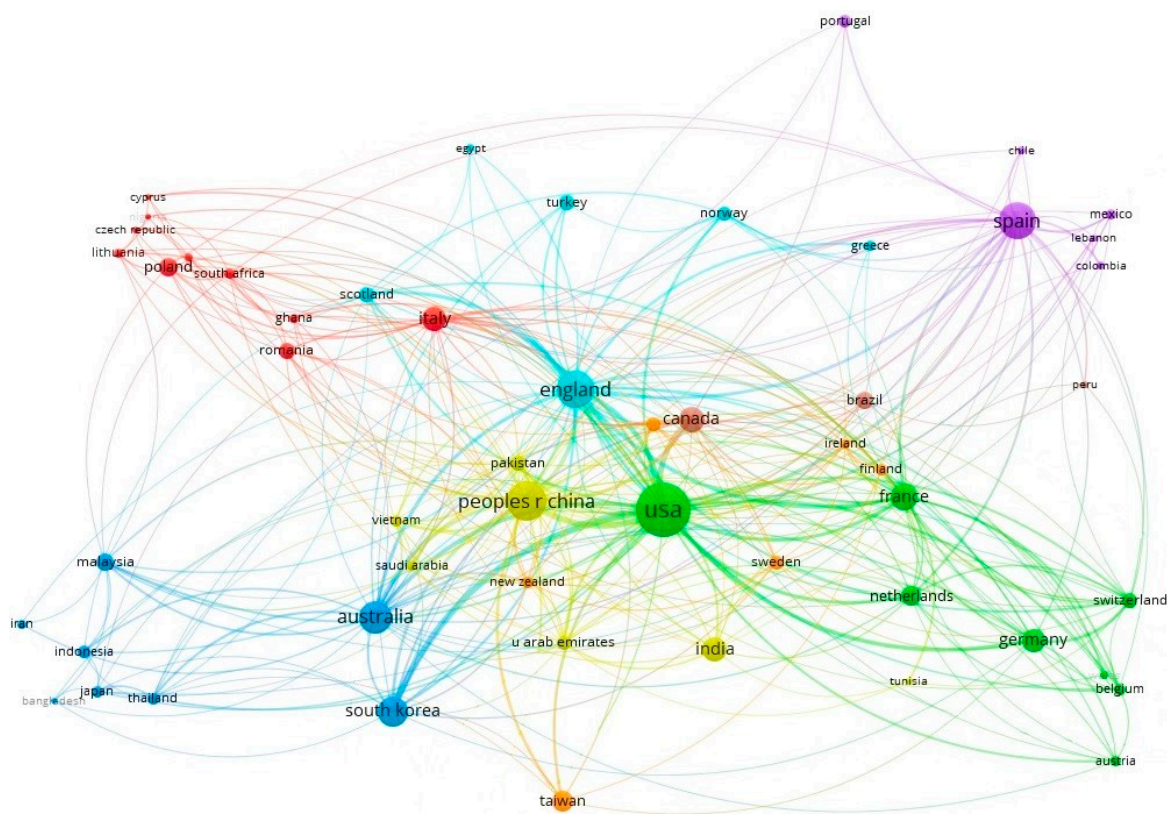 portugal
egypt
chile
cyprus
turkey
norway
mexico
czech republic
spain
lebanon
lithuania
greece
poland
south africa
colombia
scotland
ghana
italy
romania
england
peru
brazil
canada
ireland
pakistan
finland
peoples r china
usa
france
vietnam
malaysia
saudi arabia
sweden
new zealand
netherlands
switzerland
australia
iran
germany
u arab emirates
india
indonesia
tunisia
belgium
japan
thailand
bangladesh
south korea
austria
taiwan